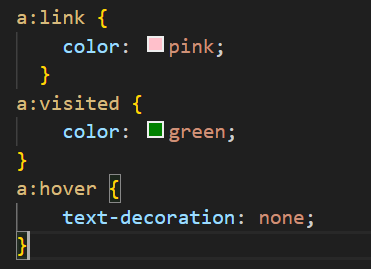 a:link {
    color: pink;
  }
a:visited {
    color: green;
}
a:hover {
    text-decoration: none;
}